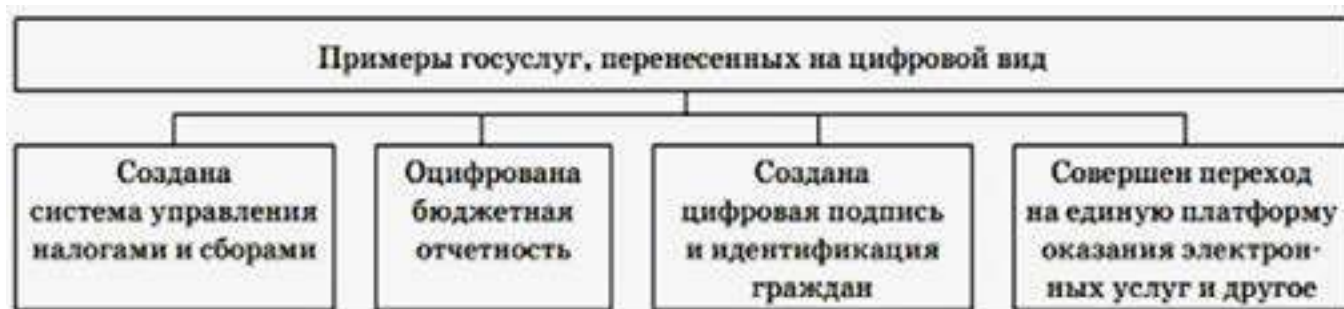 Примеры госуслуг, перенесенных на цифровой вид
Создана
система управления
налогами и сборами
Оцифрована
бюджетная
отчетность
Создана
цифровая подпись
и идентификация
граждан
Совершен переход
на единую платформу
оказания электрон-
ных услуг и другое